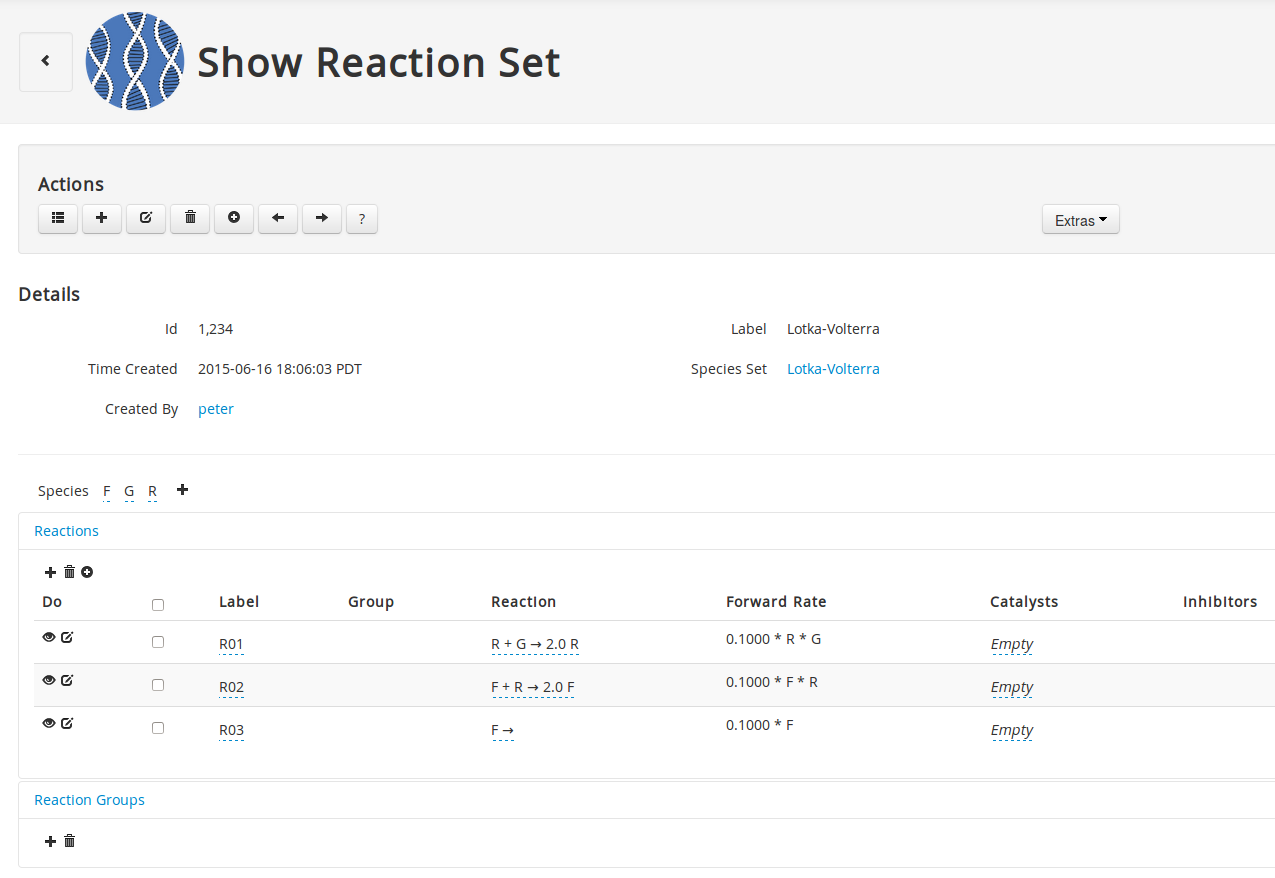 Show Reaction Set
Actions
? Extras
Details
Id 1,234 Label Lotka-Volterra
Time Created 2015-06-16 18:06:03 PDT Species Set Lotka-Volterra
Created By peter
Species F G R
Reactions
Do Label Group Reaction Forward Rate Catalysts Inhibitors
R01 R + G → 2.0 R 0.1000 * R * G Empty
R02 F + R → 2.0 F 0.1000 * F * R Empty
R03 F → 0.1000 * F Empty
Reaction Groups